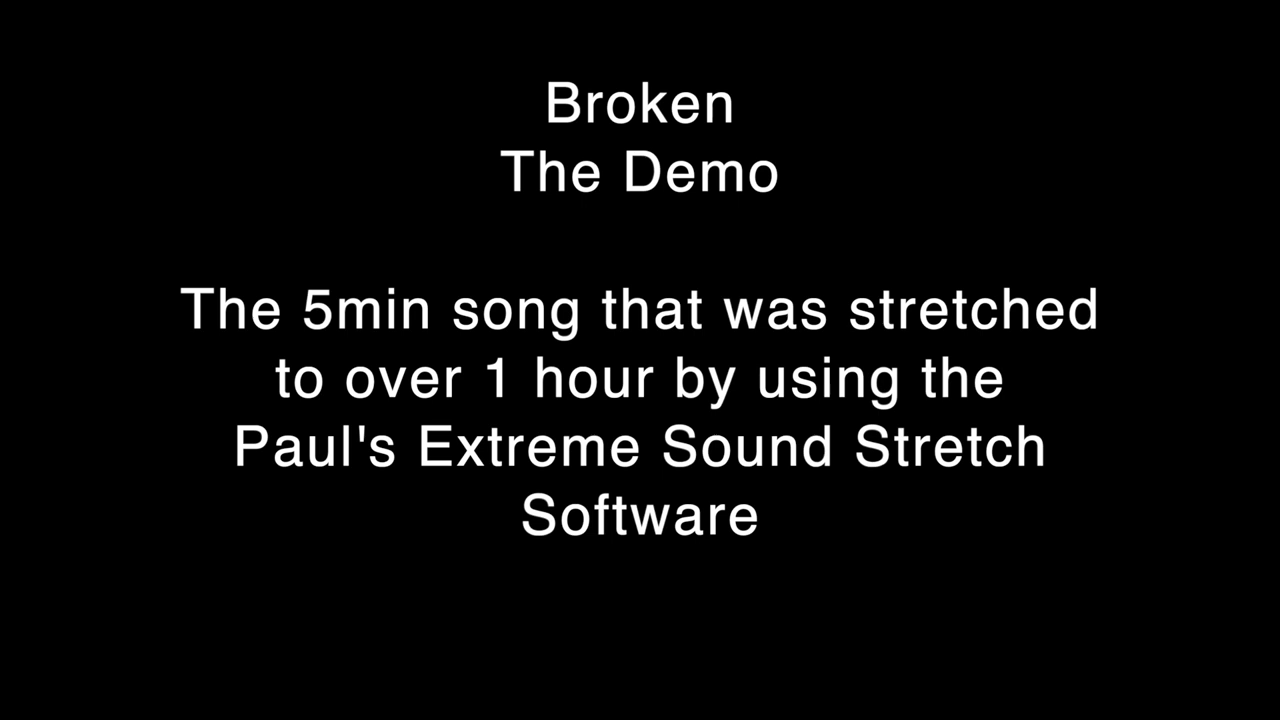 Broken
The Demo
The 5min song that was stretched
to over 1 hour by using the
Paul's Extreme Sound Stretch
Software